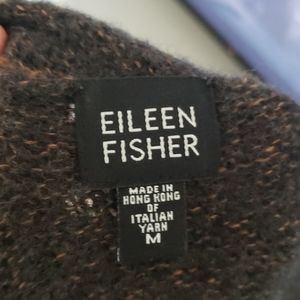 EILEEN
FISHER
MADE IN
HONG KONG
OF
ITALIAN
YARN
M